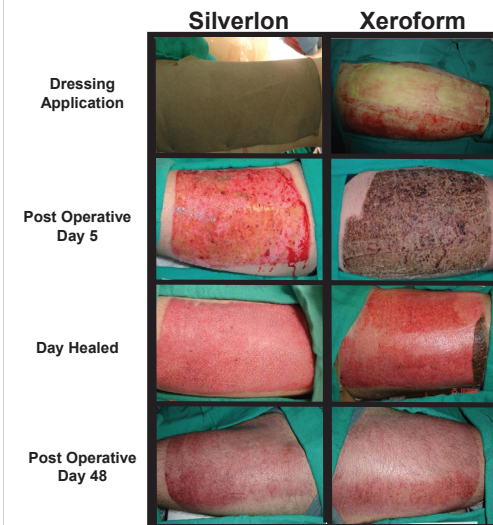 Silverlon Xeroform
Dressing
Application
Post Operative
Day 5
Day Healed
Post Operative
Day 48